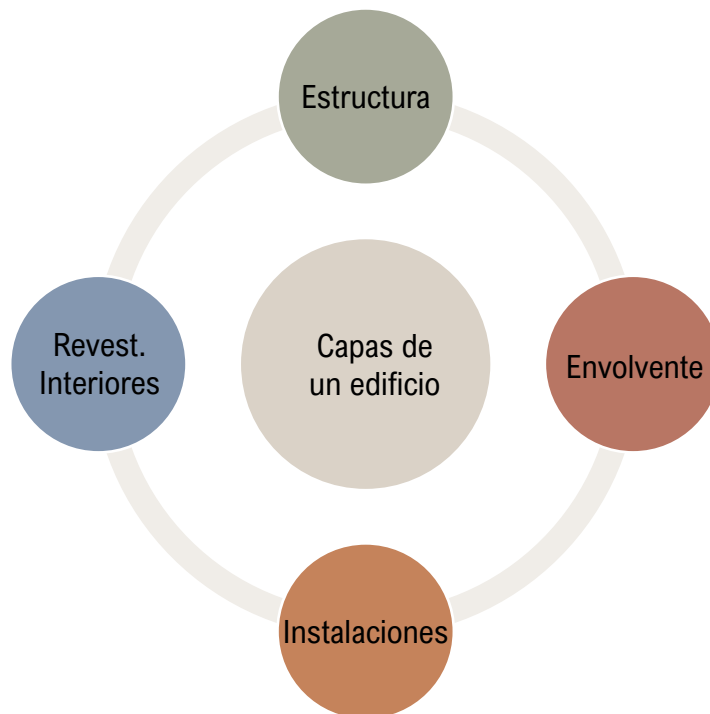 Estructura
Revest.
Interiores
Capas de
un edificio
Envolvente
Instalaciones